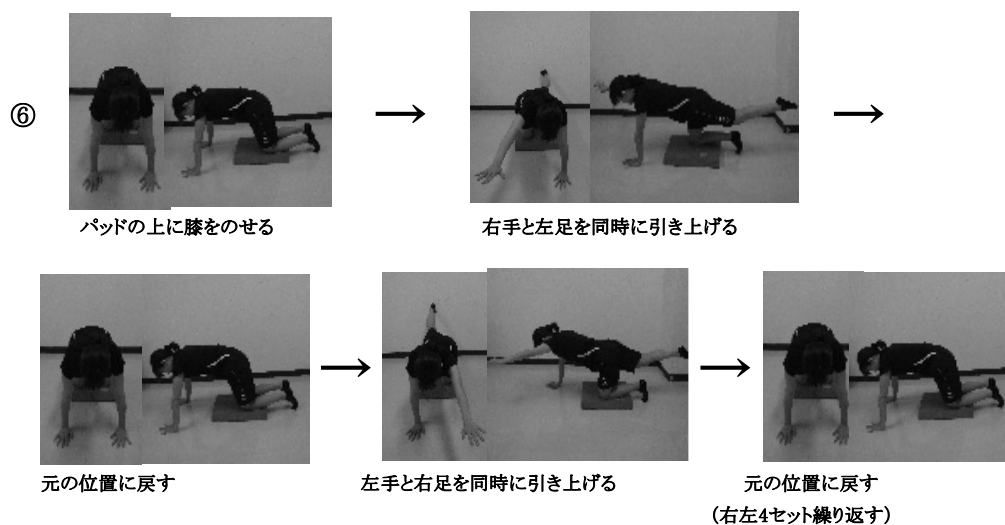 ⑥
パッドの上に膝をのせる
右手と左足を同時に引き上げる
元の位置に戻す
左手と右足を同時に引き上げる
元の位置に戻す
(右左4セット繰り返す)